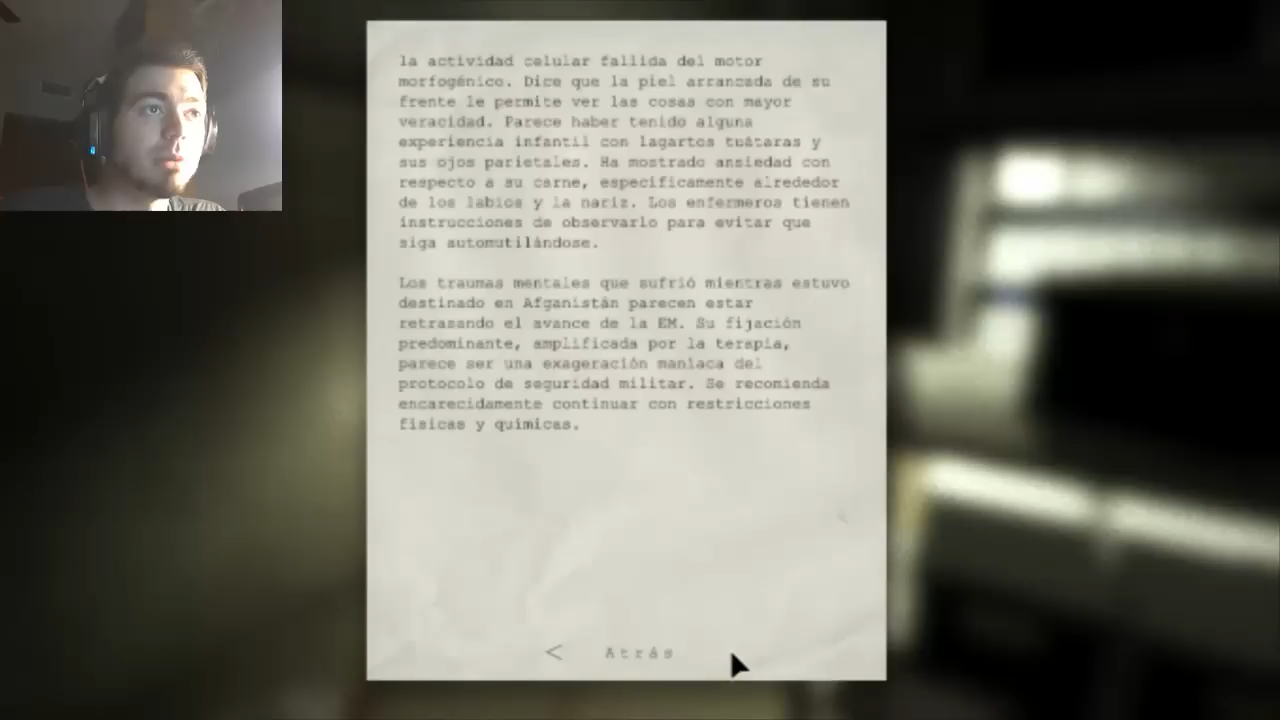 la actividad celular fallida del motor
morfogénico. Dice que la piel arrancada de su
frente le permite ver las cosas con mayor
veracidad. Parece haber tenido alguna
experiencia infantil con lagartos tuátaras y
sus ojos parietales. Ha mostrado ansiedad con
respecto a su carne, específicamente alrededor
de los labios y la nariz. Los enfermeros tienen
instrucciones de observarlo para evitar que
siga automutilándose.
Los traumas mentales que sufrió mientras estuvo
destinado en Afganistán parecen estar
retrasando el avance de la EM. Su fijación
predominante, amplificada por la terapia,
parece ser una exageración maníaca del
protocolo de seguridad militar. Se recomienda
encarecidamente continuar con restricciones
físicas y químicas.
< Atrás